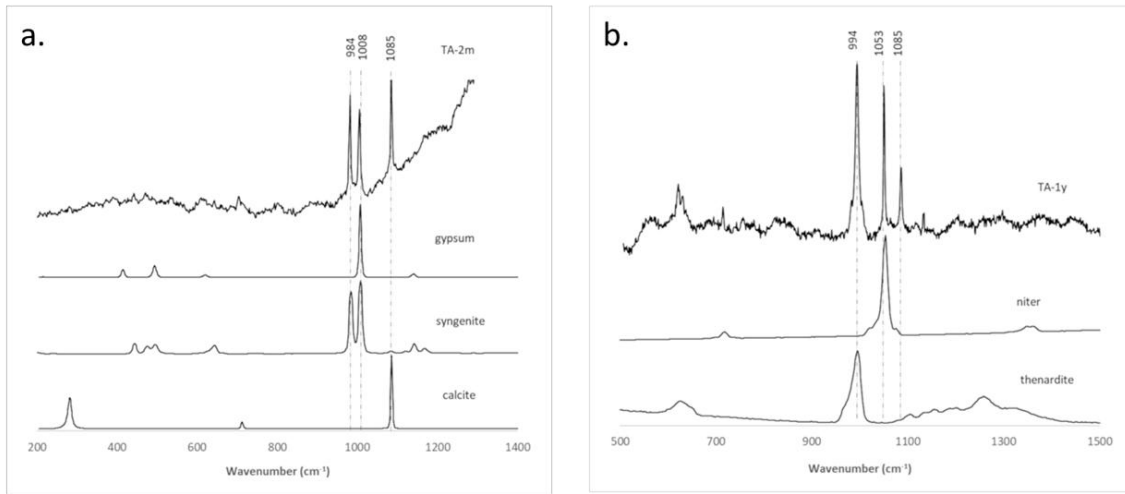 a.
984
1008
1085
TA-2m
gypsum
syngenite
calcite
200 400 600 800 1000 1200 1400
Wavenumber (cm⁻¹)
b.
994
1053
1085
TA-1y
niter
thenardite
500 700 900 1100 1300 1500
Wavenumber (cm⁻¹)